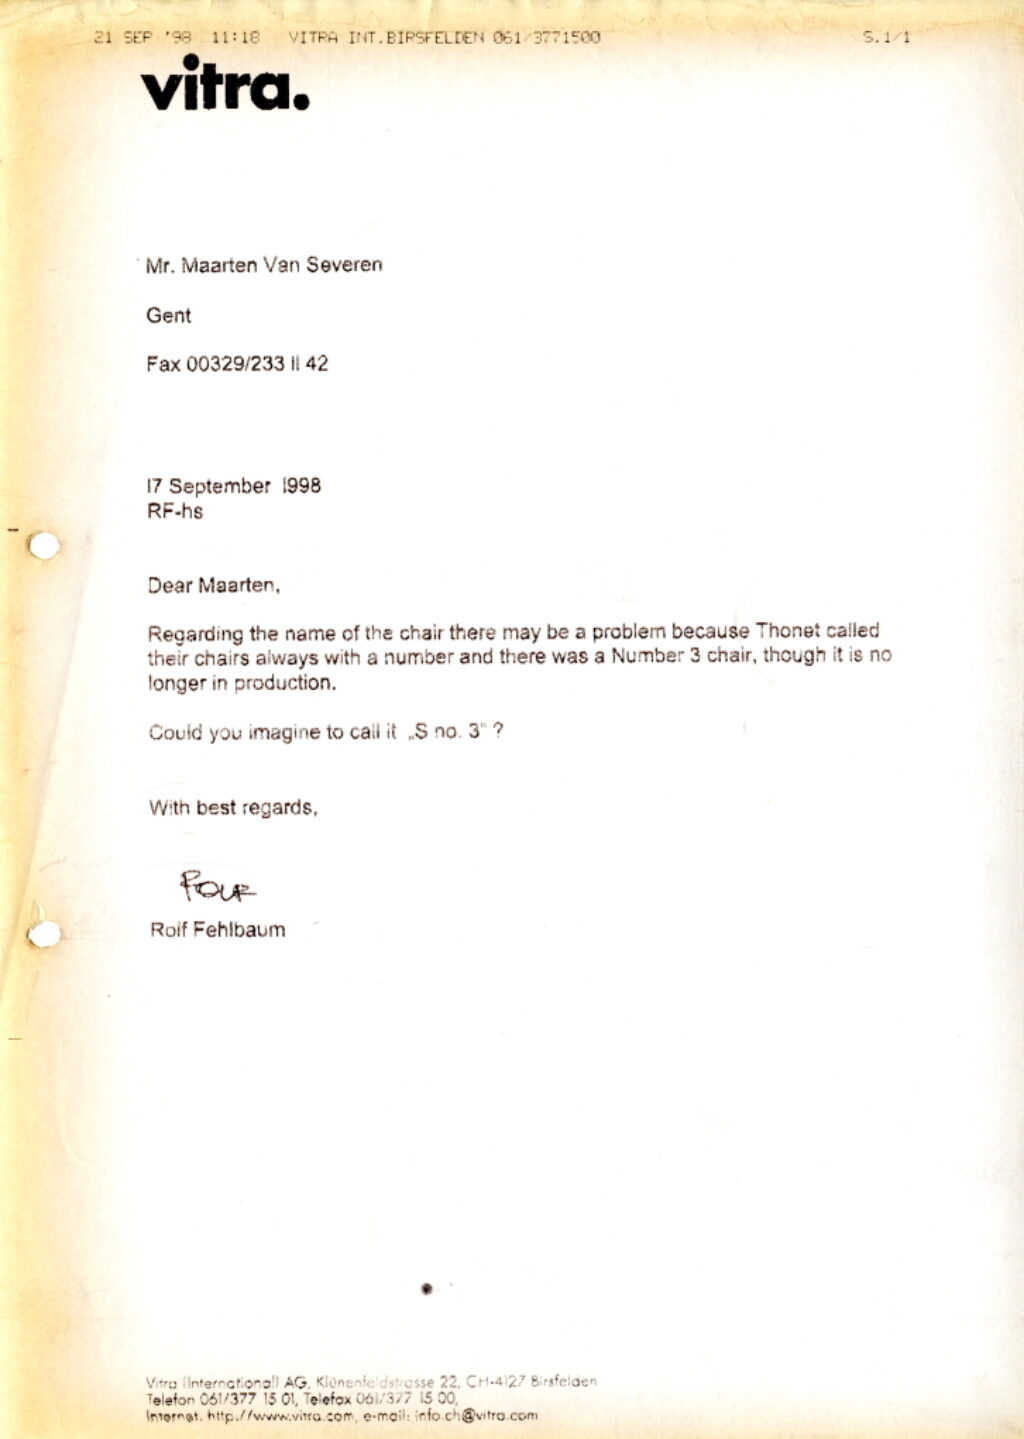 21 SEP '98 11:18 VITRA INT.BIRSFELDEN 061/3771500 S.1/1
vitra.
Mr. Maarten Van Severen
Gent
Fax 00329/233 11 42
17 September 1998
RF-hs
Dear Maarten,
Regarding the name of the chair there may be a problem because Thonet called
their chairs always with a number and there was a Number 3 chair, though it is no
longer in production.
Could you imagine to call it „S no. 3" ?
With best regards,
Rolf
Rolf Fehlbaum
Vitra (International) AG, Klünenfeldstrasse 22, CH-4127 Birsfelden
Telefon 061/377 15 01, Telefax 061/377 15 00,
Internet: http://www.vitra.com, e-mail: info.ch@vitra.com